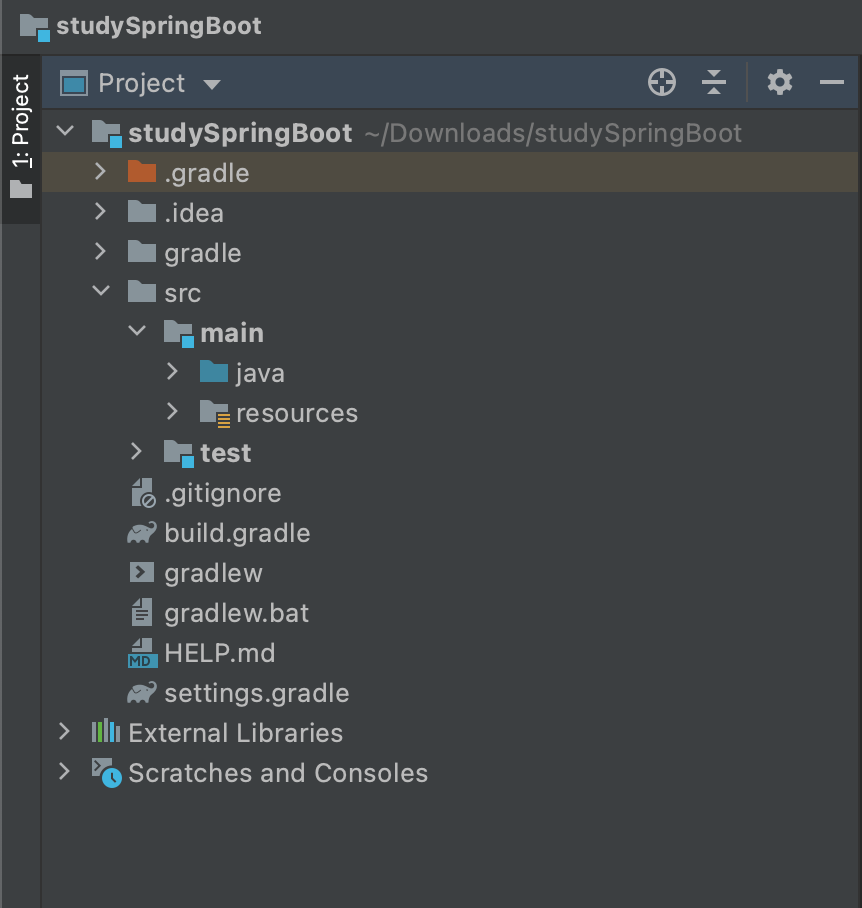 studySpringBoot
1: Project
Project
studySpringBoot ~/Downloads/studySpringBoot
.gradle
.idea
gradle
src
main
java
resources
test
.gitignore
build.gradle
gradlew
gradlew.bat
MD HELP.md
settings.gradle
External Libraries
Scratches and Consoles